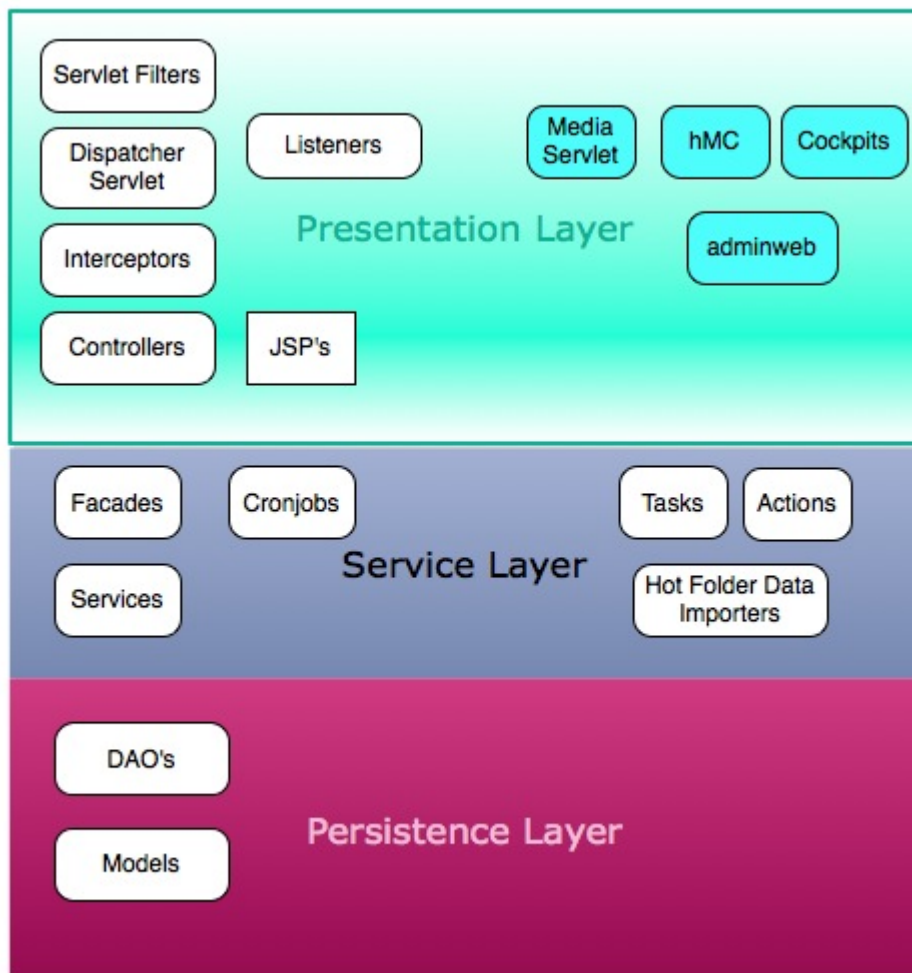 Servlet Filters
Dispatcher
Servlet
Listeners
Media
Servlet
hMC
Cockpits
Presentation Layer
Interceptors
adminweb
Controllers
JSP's
Facades
Cronjobs
Tasks
Actions
Service Layer
Services
Hot Folder Data
Importers
DAO's
Persistence Layer
Models